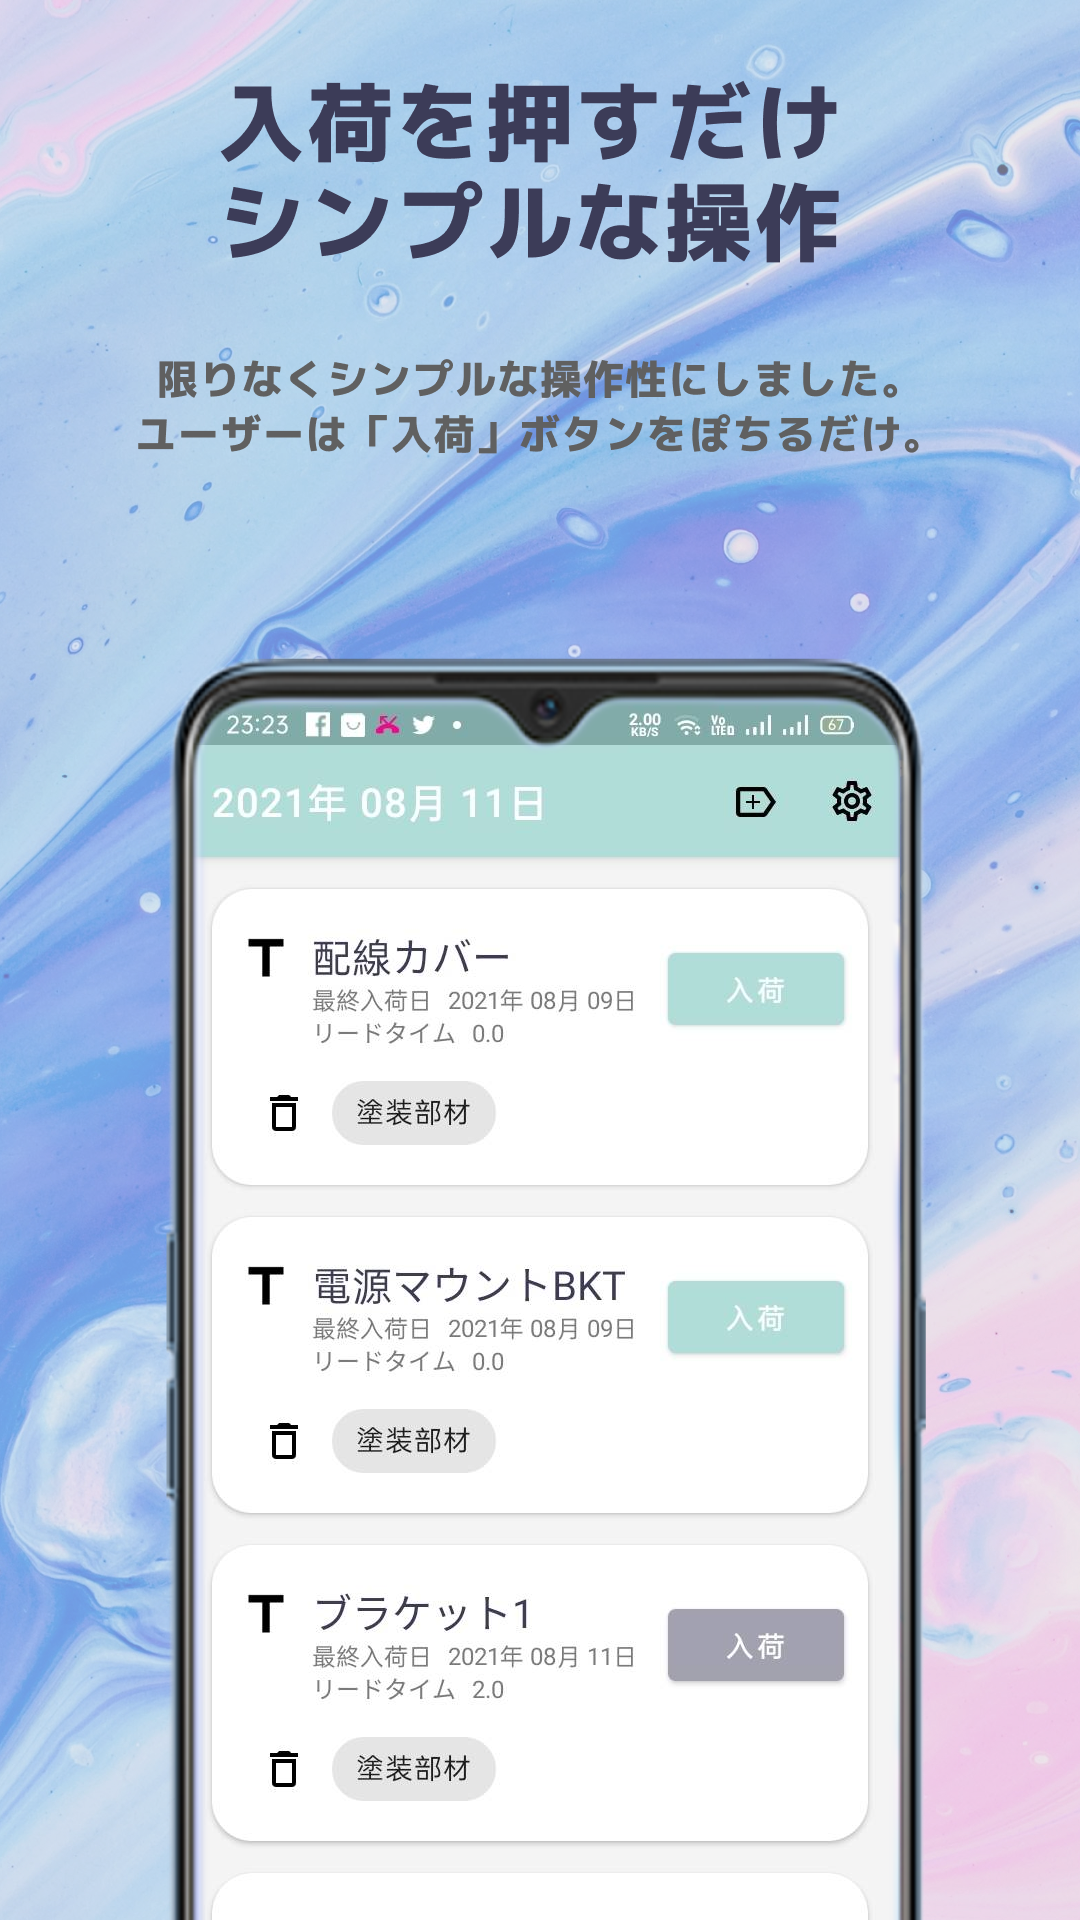 入荷を押すだけ
シンプルな操作
限りなくシンプルな操作性にしました。
ユーザーは「入荷」ボタンをぽちるだけ。
23:23 2.00 KB/S Vo LTE 67
2021年 08月 11日
T 配線カバー
最終入荷日 2021年 08月 09日
リードタイム 0.0
入荷
塗装部材
T 電源マウントBKT
最終入荷日 2021年 08月 09日
リードタイム 0.0
入荷
塗装部材
T ブラケット1
最終入荷日 2021年 08月 11日
リードタイム 2.0
入荷
塗装部材